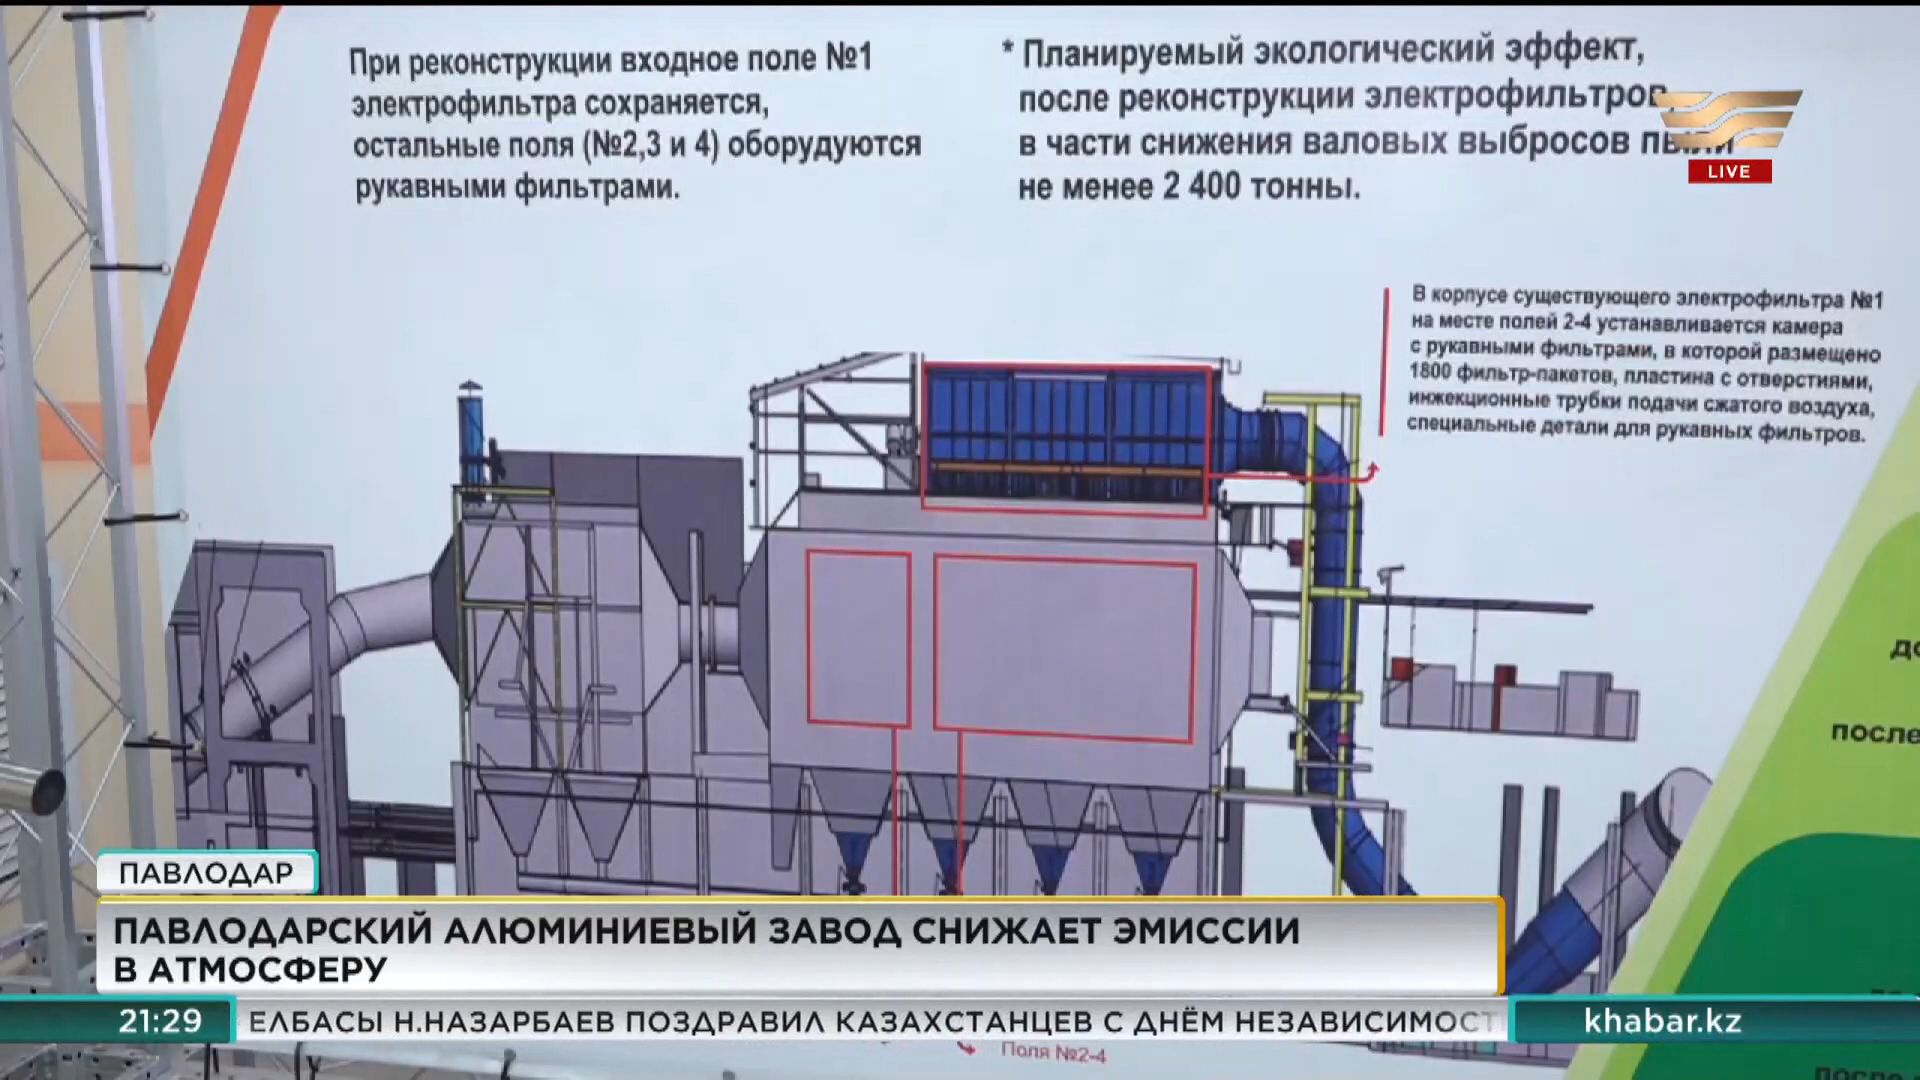 При реконструкции входное поле №1
электрофильтра сохраняется,
остальные поля (№2,3 и 4) оборудуются
рукавными фильтрами.
* Планируемый экологический эффект,
после реконструкции электрофильтров,
в части снижения валовых выбросов пыли
не менее 2 400 тонны.
LIVE
В корпусе существующего электрофильтра №1
на месте полей 2-4 устанавливается камера
с рукавными фильтрами, в которой размещено
1800 фильтр-пакетов, пластина с отверстиями,
инжекционные трубки подачи сжатого воздуха,
специальные детали для рукавных фильтров.
после
ПАВЛОДАР
ПАВЛОДАРСКИЙ АЛЮМИНИЕВЫЙ ЗАВОД СНИЖАЕТ ЭМИССИИ
В АТМОСФЕРУ
21:29
ЕЛБАСЫ Н.НАЗАРБАЕВ ПОЗДРАВИЛ КАЗАХСТАНЦЕВ С ДНЁМ НЕЗАВИСИМОСТ
khabar.kz
Поля №2-4